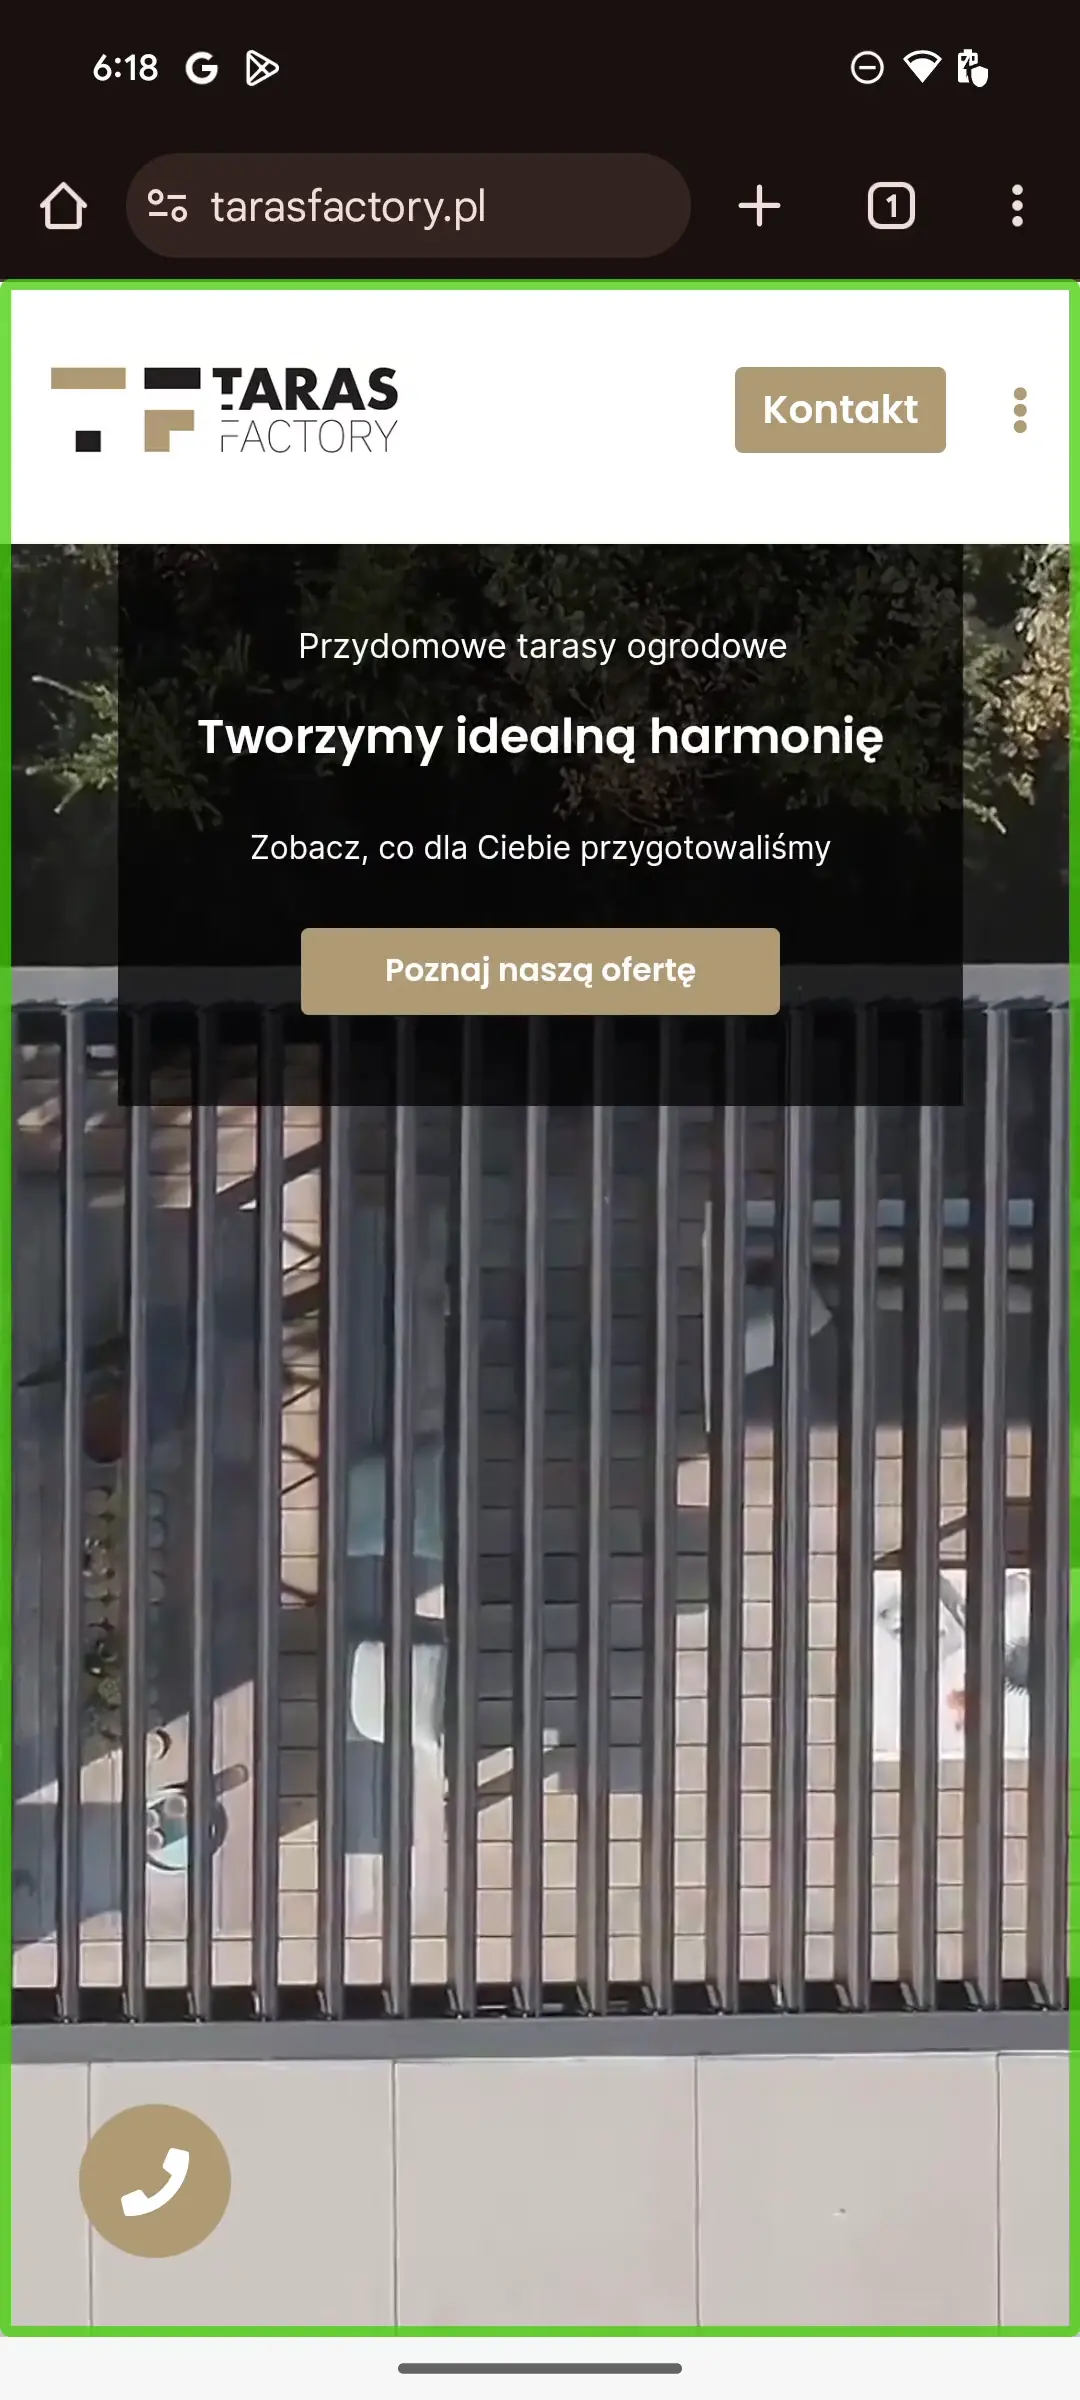 6:18
tarasfactory.pl
1
TARAS
FACTORY
Kontakt
Przydomowe tarasy ogrodowe
Tworzymy idealną harmonię
Zobacz, co dla Ciebie przygotowaliśmy
Poznaj naszą ofertę